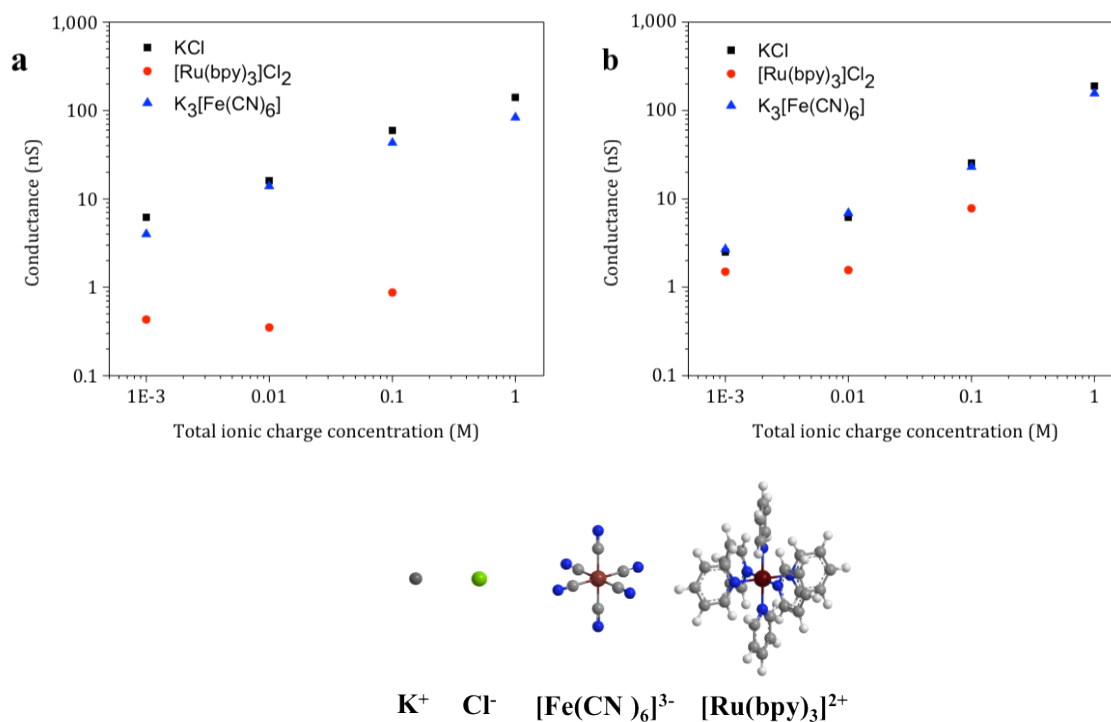 a
1,000
100
10
1
0.1
Conductance (nS)
KCl
[Ru(bpy)3]Cl2
K3[Fe(CN)6]
1E-3 0.01 0.1 1
Total ionic charge concentration (M)
b
1,000
100
10
1
0.1
Conductance (nS)
KCl
[Ru(bpy)3]Cl2
K3[Fe(CN)6]
1E-3 0.01 0.1 1
Total ionic charge concentration (M)
K+ Cl- [Fe(CN )6]3- [Ru(bpy)3]2+